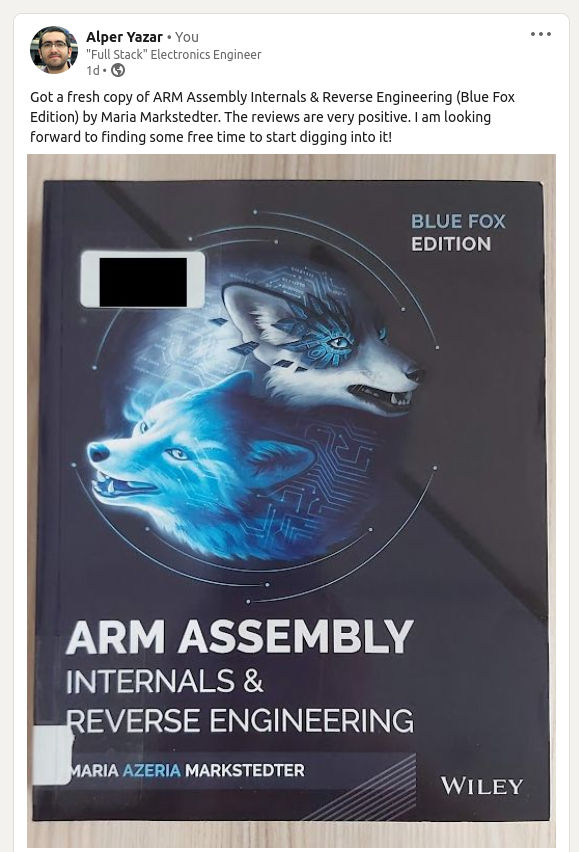 Alper Yazar • You
"Full Stack" Electronics Engineer
1d •
Got a fresh copy of ARM Assembly Internals & Reverse Engineering (Blue Fox
Edition) by Maria Markstedter. The reviews are very positive. I am looking
forward to finding some free time to start digging into it!
BLUE FOX
EDITION
ARM ASSEMBLY
INTERNALS &
REVERSE ENGINEERING
MARIA AZERIA MARKSTEDTER
WILEY